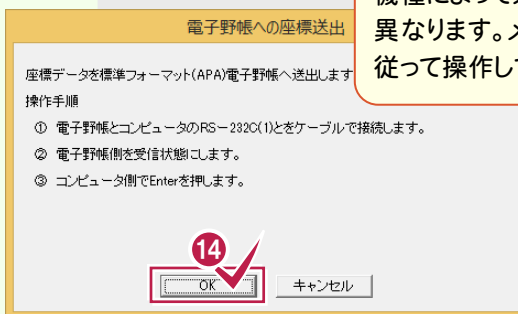 機種によって
異なります。
従って操作し
電子野帳への座標送出
座標データを標準フォーマット(APA)電子野帳へ送出します
操作手順
① 電子野帳とコンピュータのRS-232C(1)とをケーブルで接続します。
② 電子野帳側を受信状態にします。
③ コンピュータ側でEnterを押します。
14
OK
キャンセル